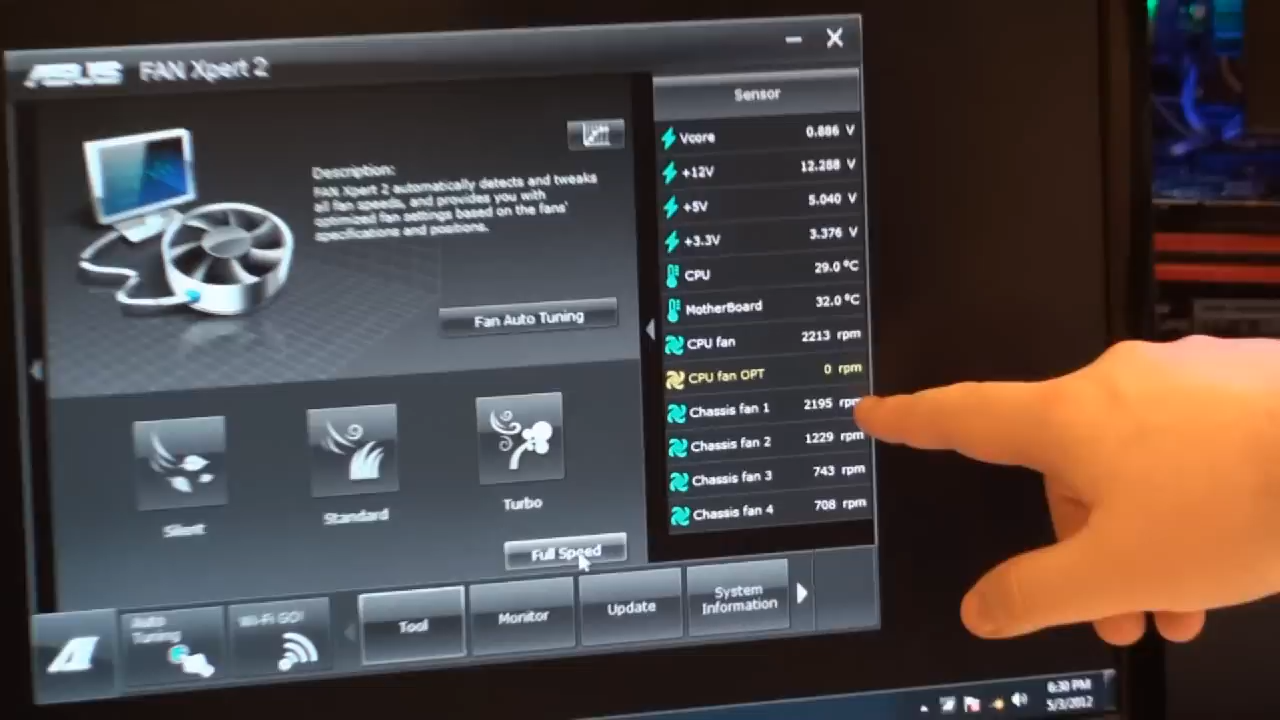 ASUS FAN Xpert 2
Description:
FAN Xpert 2 automatically detects and tweaks
all fan speeds, and provides you with
optimized fan settings based on the fans'
specifications and positions.
Fan Auto Tuning
Silent
Standard
Turbo
Full Speed
Sensor
Vcore 0.886 V
+12V 12.288 V
+5V 5.040 V
+3.3V 3.376 V
CPU 29.0 °C
MotherBoard 32.0 °C
CPU fan 2213 rpm
CPU fan OPT 0 rpm
Chassis fan 1 2195 rpm
Chassis fan 2 1229 rpm
Chassis fan 3 743 rpm
Chassis fan 4 708 rpm
Auto
Tuning
Wi-Fi GO!
Tool
Monitor
Update
System
Information
6:30 PM
5/3/2012